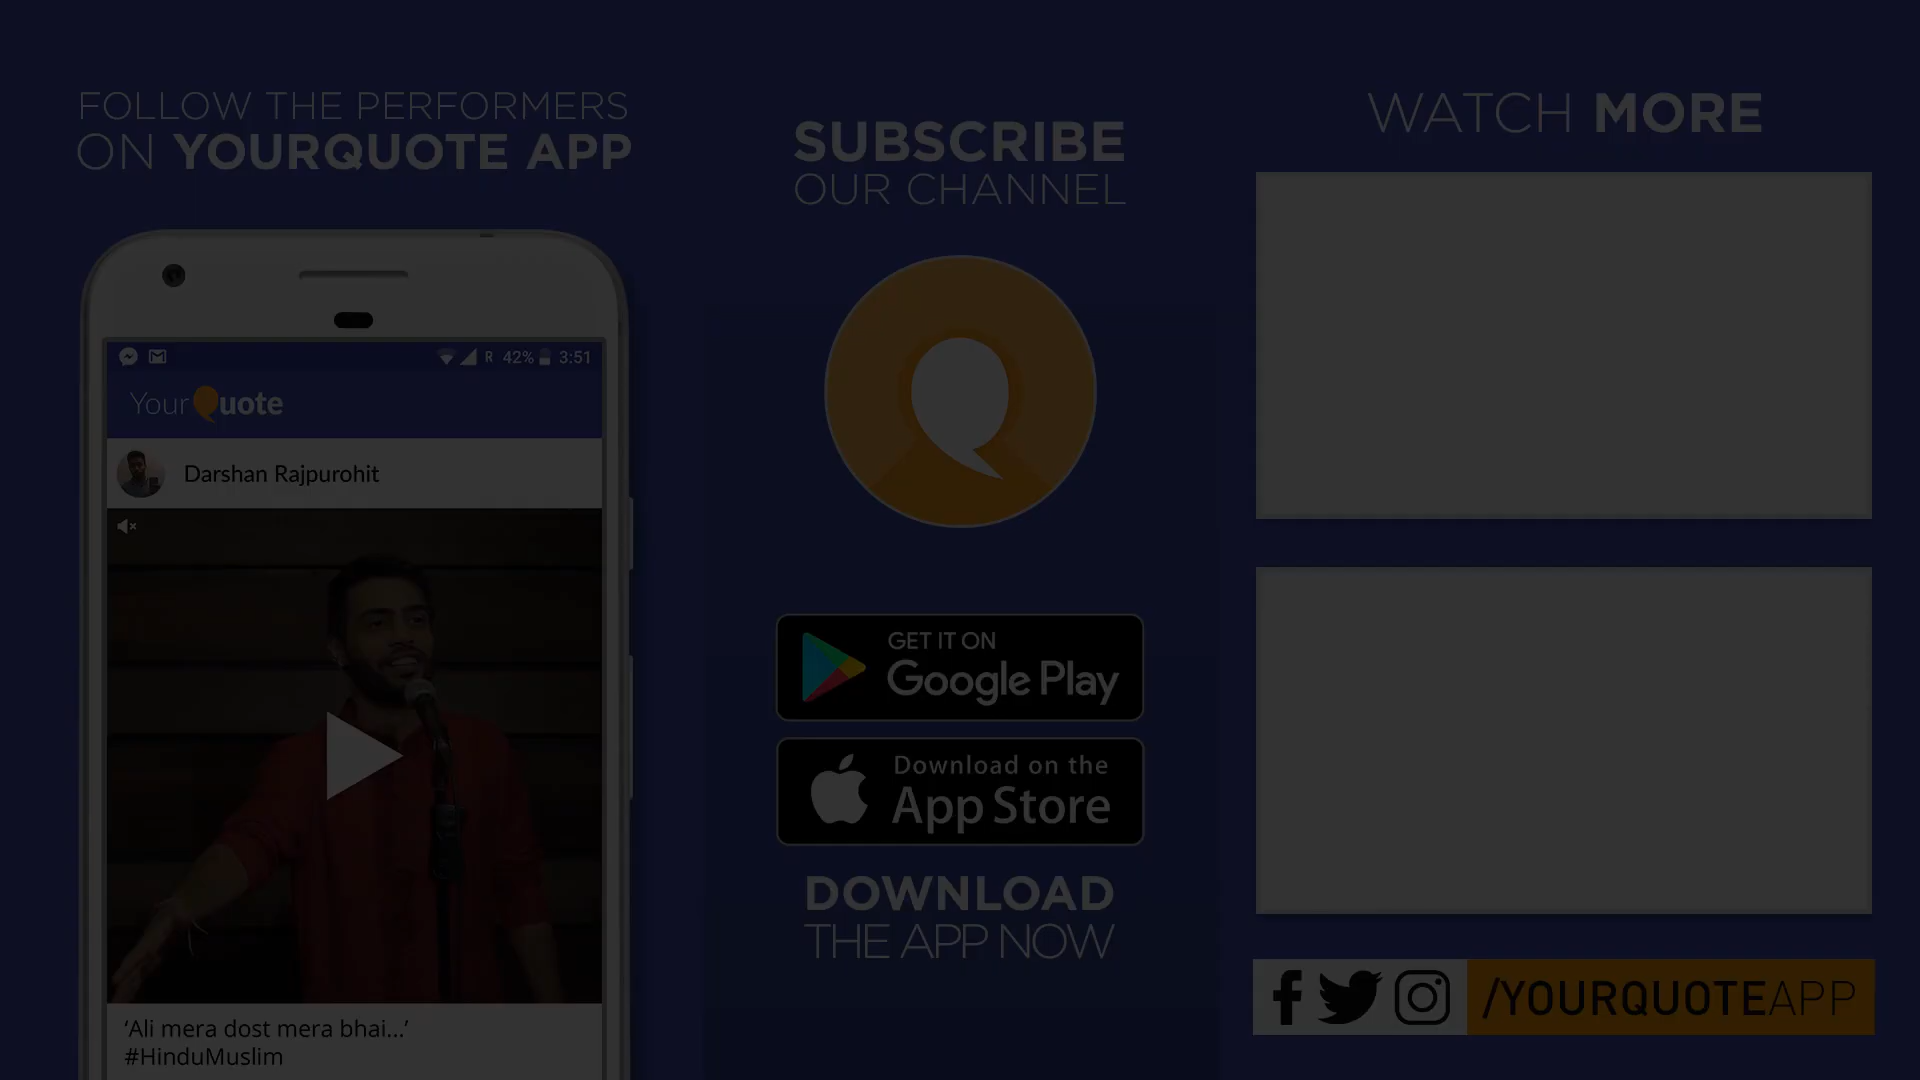 FOLLOW THE PERFORMERS
ON YOURQUOTE APP
R 42% 3:51
YourQuote
Darshan Rajpurohit
‘Ali mera dost mera bhai...’
#HinduMuslim
SUBSCRIBE
OUR CHANNEL
GET IT ON
Google Play
Download on the
App Store
DOWNLOAD
THE APP NOW
WATCH MORE
/YOURQUOTEAPP